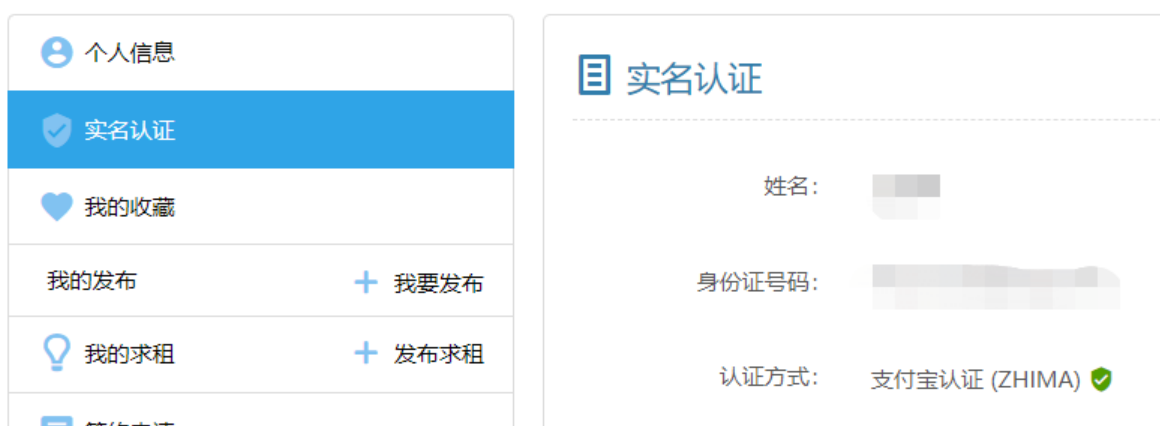 个人信息
实名认证
我的收藏
我的发布 + 我要发布
我的求租 + 发布求租
实名认证
姓名：
身份证号码：
认证方式： 支付宝认证 (ZHIMA)